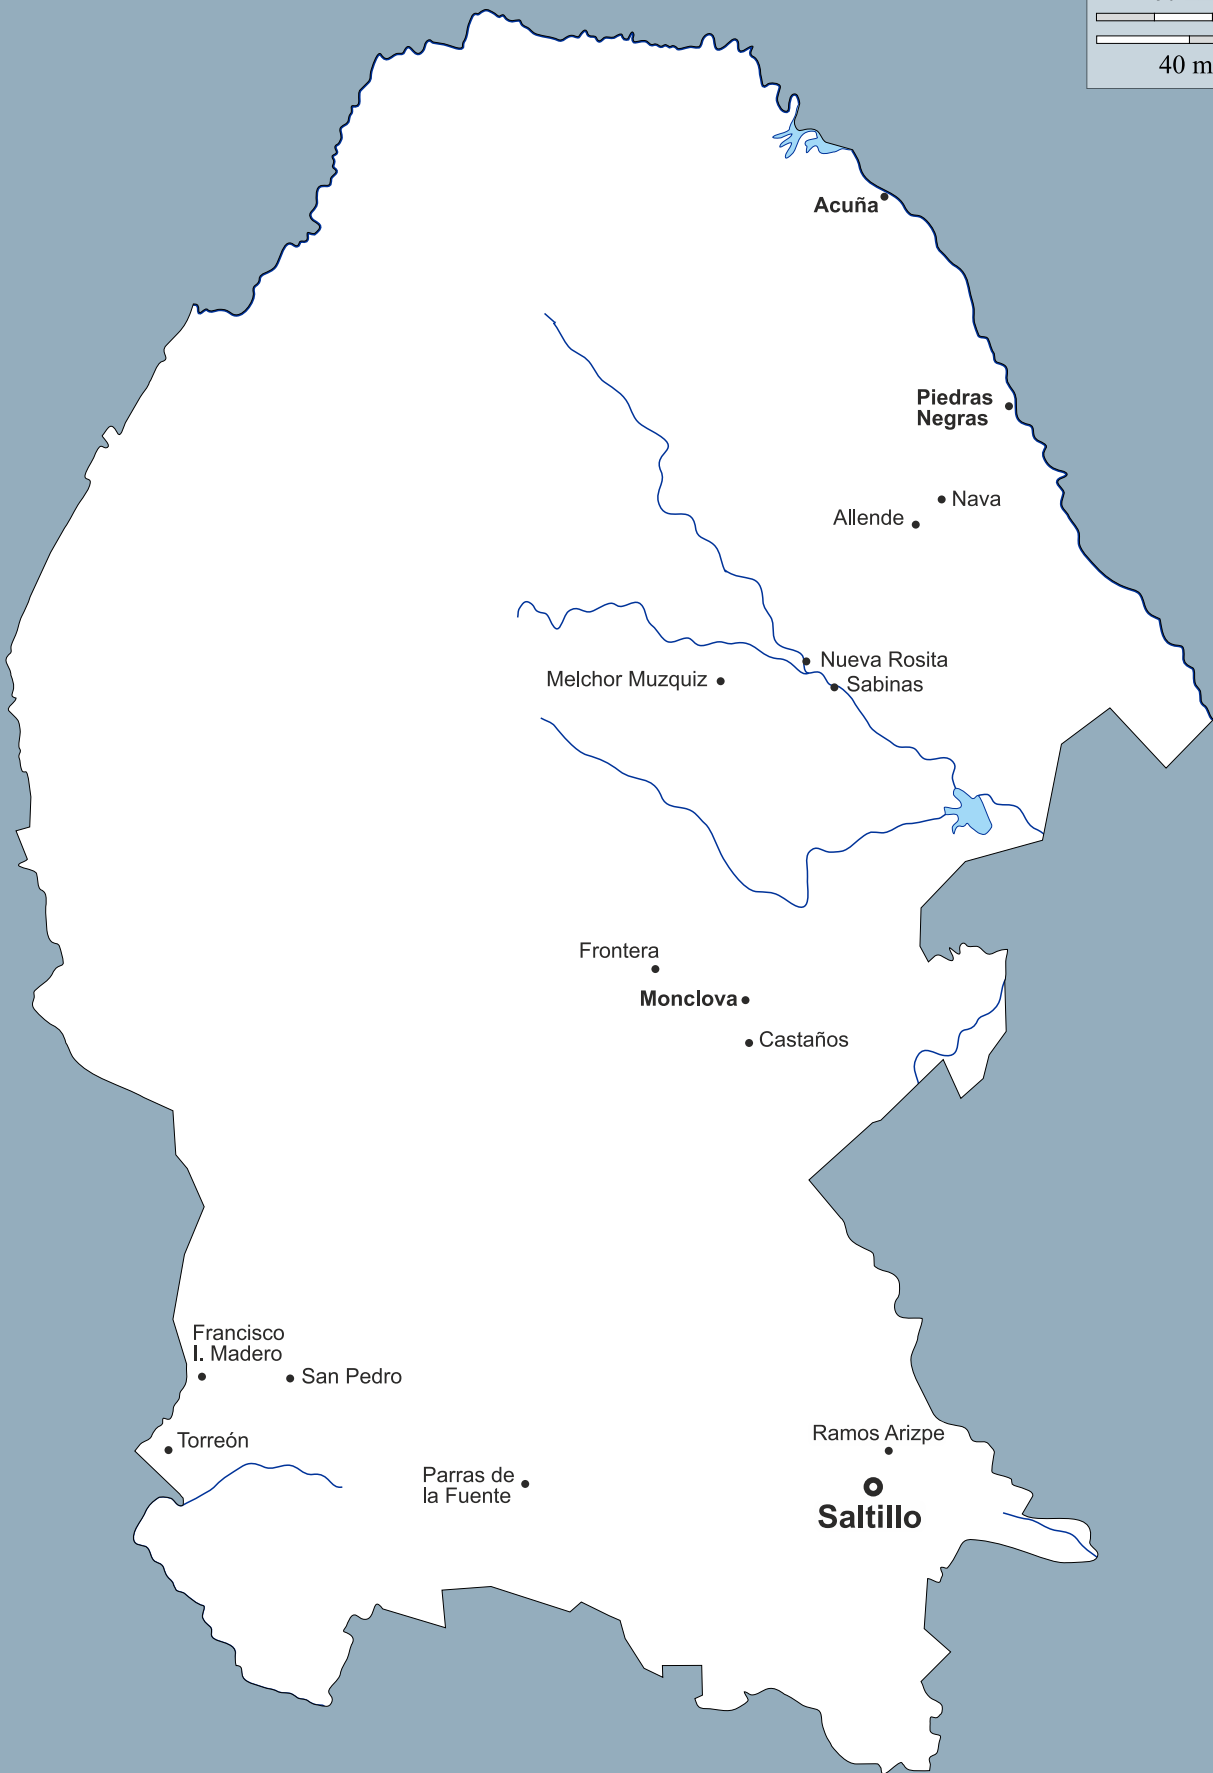 40 m
Acuña
Piedras
Negras
Nava
Allende
Nueva Rosita
Melchor Muzquiz
Sabinas
Frontera
Monclova
Castaños
Francisco
I. Madero
San Pedro
Ramos Arizpe
Torreón
Parras de
la Fuente
Saltillo